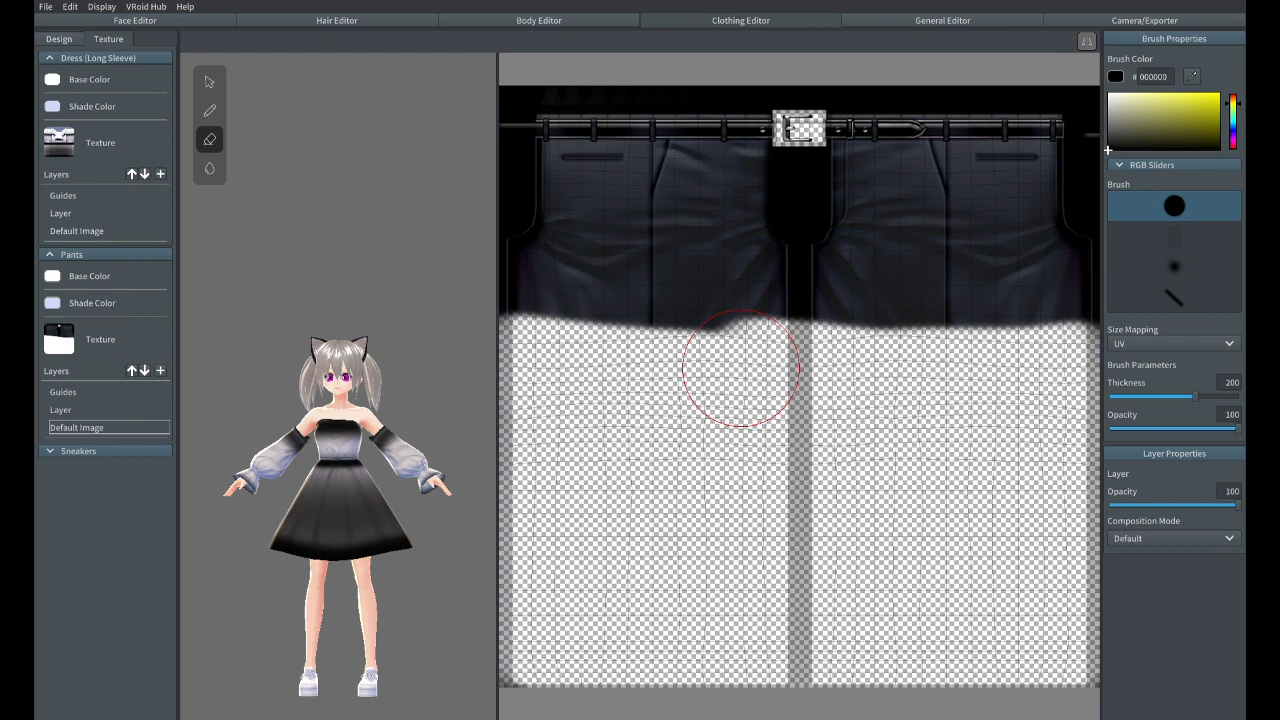 File Edit Display VRoid Hub Help
Face Editor Hair Editor Body Editor Clothing Editor General Editor Camera/Exporter
Design Texture
Dress (Long Sleeve)
Base Color
Shade Color
Texture
Layers
Guides
Layer
Default Image
Pants
Base Color
Shade Color
Texture
Layers
Guides
Layer
Default Image
Sneakers
Brush Properties
Brush Color
# 000000
RGB Sliders
Brush
Size Mapping
UV
Brush Parameters
Thickness 200
Opacity 100
Layer Properties
Layer
Opacity 100
Composition Mode
Default